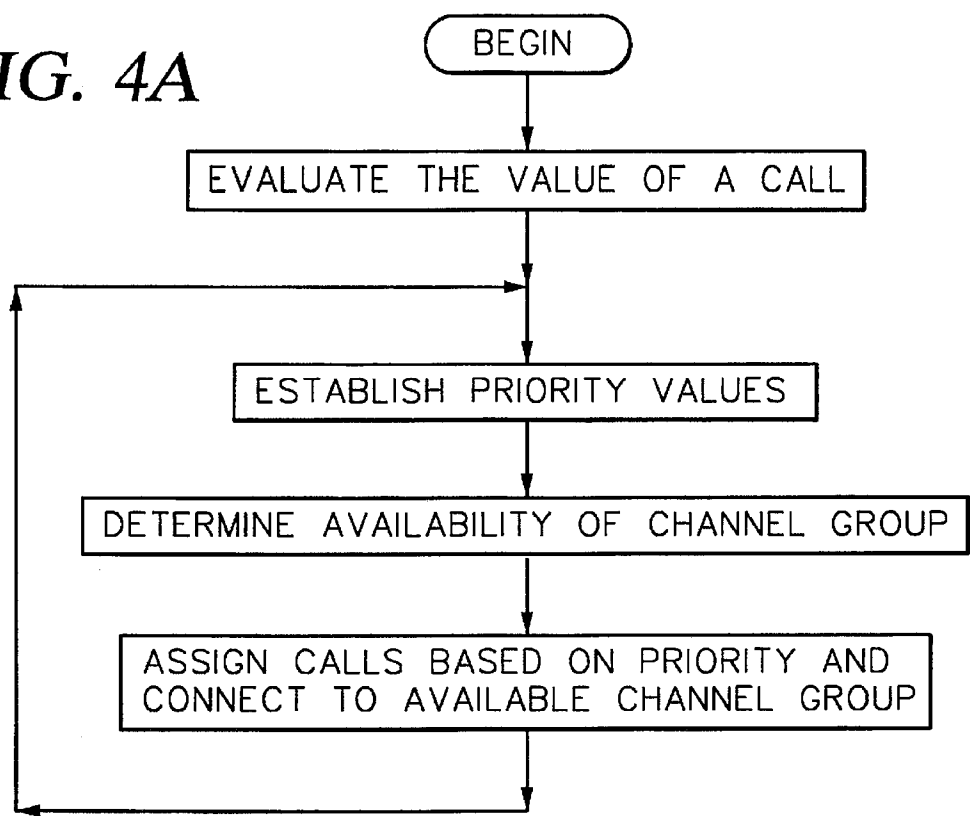 IG. 4A
BEGIN
EVALUATE THE VALUE OF A CALL
ESTABLISH PRIORITY VALUES
DETERMINE AVAILABILITY OF CHANNEL GROUP
ASSIGN CALLS BASED ON PRIORITY AND
CONNECT TO AVAILABLE CHANNEL GROUP